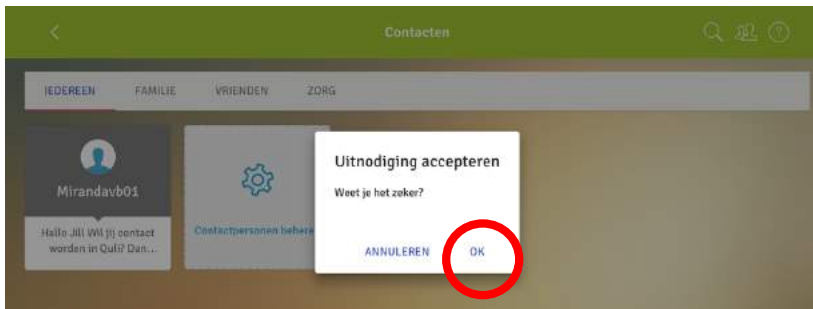 Contacten
IEDEREEN FAMILIE VRIENDEN ZORG
Mirandavb01
Hallo Jill Wil jij contact
worden in Quli? Dan...
Contactpersonen behere
Uitnodiging accepteren
Weet je het zeker?
ANNULEREN OK